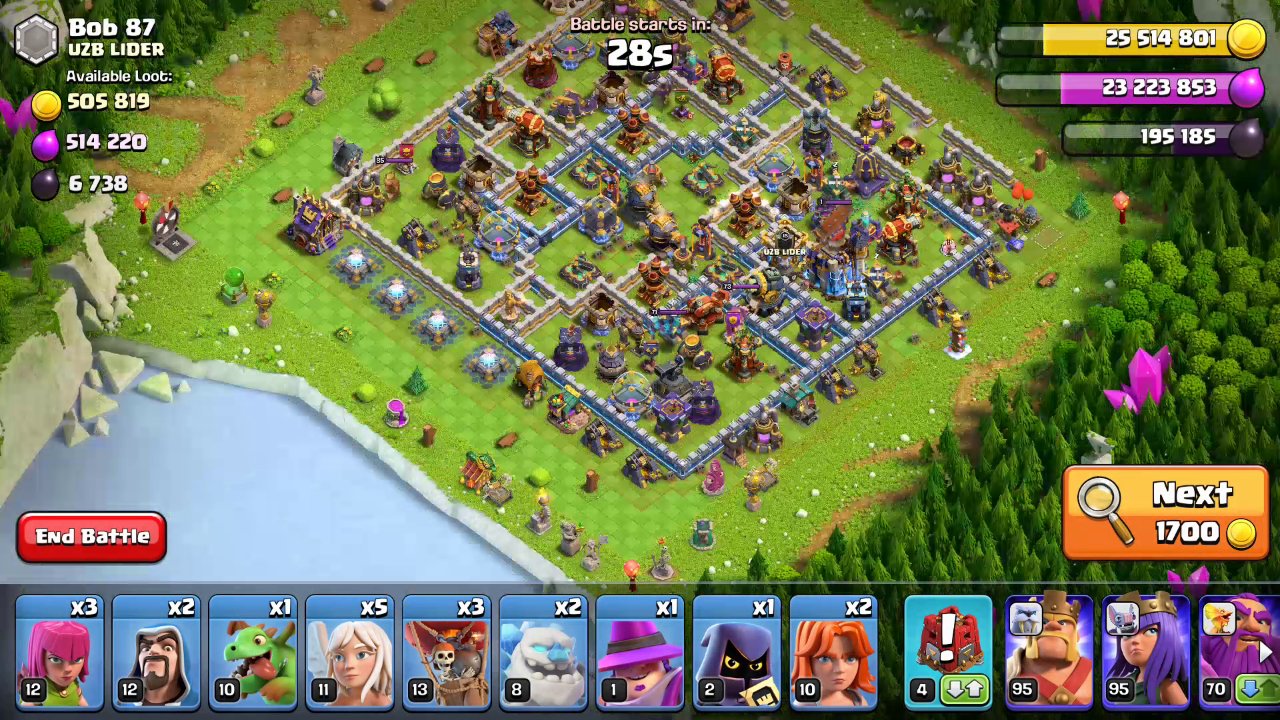 Bob 87
UZB LIDER
Available Loot:
505 819
514 220
6 738
Battle starts in:
28s
25 514 801
23 223 853
195 185
UZB LIDER
End Battle
Next
1700
x3
x2
x1
x5
x3
x2
x1
x1
x2
12
12
10
11
13
8
1
2
10
4
95
95
70